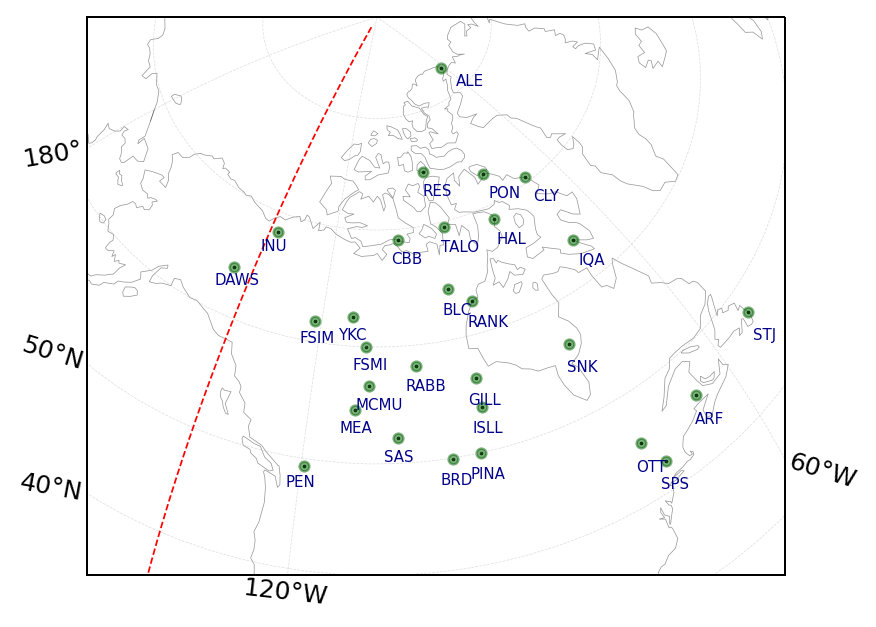 ALE
180°
RES
PON
CLY
INU
TALO
HAL
CBB
IQA
DAWS
BLC
RANK
FSIM
YKC
STJ
50°N
FSMI
SNK
RABB
MCMU
GILL
ARF
MEA
ISLL
SAS
OTT
60°W
PEN
BRD
PINA
SPS
40°N
120°W